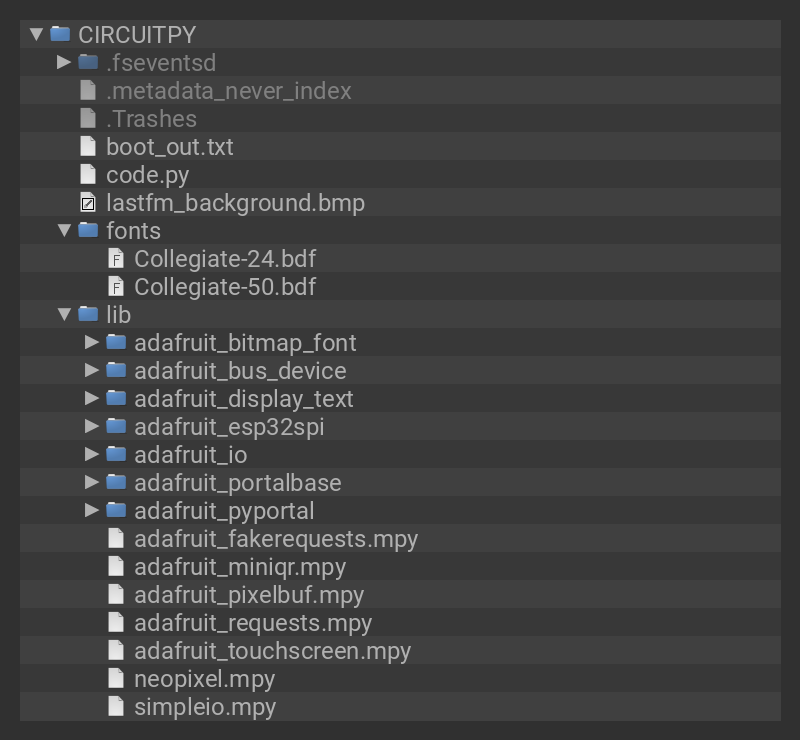 CIRCUITPY
.fseventsd
.metadata_never_index
.Trashes
boot_out.txt
code.py
lastfm_background.bmp
fonts
F Collegiate-24.bdf
F Collegiate-50.bdf
lib
adafruit_bitmap_font
adafruit_bus_device
adafruit_display_text
adafruit_esp32spi
adafruit_io
adafruit_portalbase
adafruit_pyportal
adafruit_fakerequests.mpy
adafruit_miniqr.mpy
adafruit_pixelbuf.mpy
adafruit_requests.mpy
adafruit_touchscreen.mpy
neopixel.mpy
simpleio.mpy